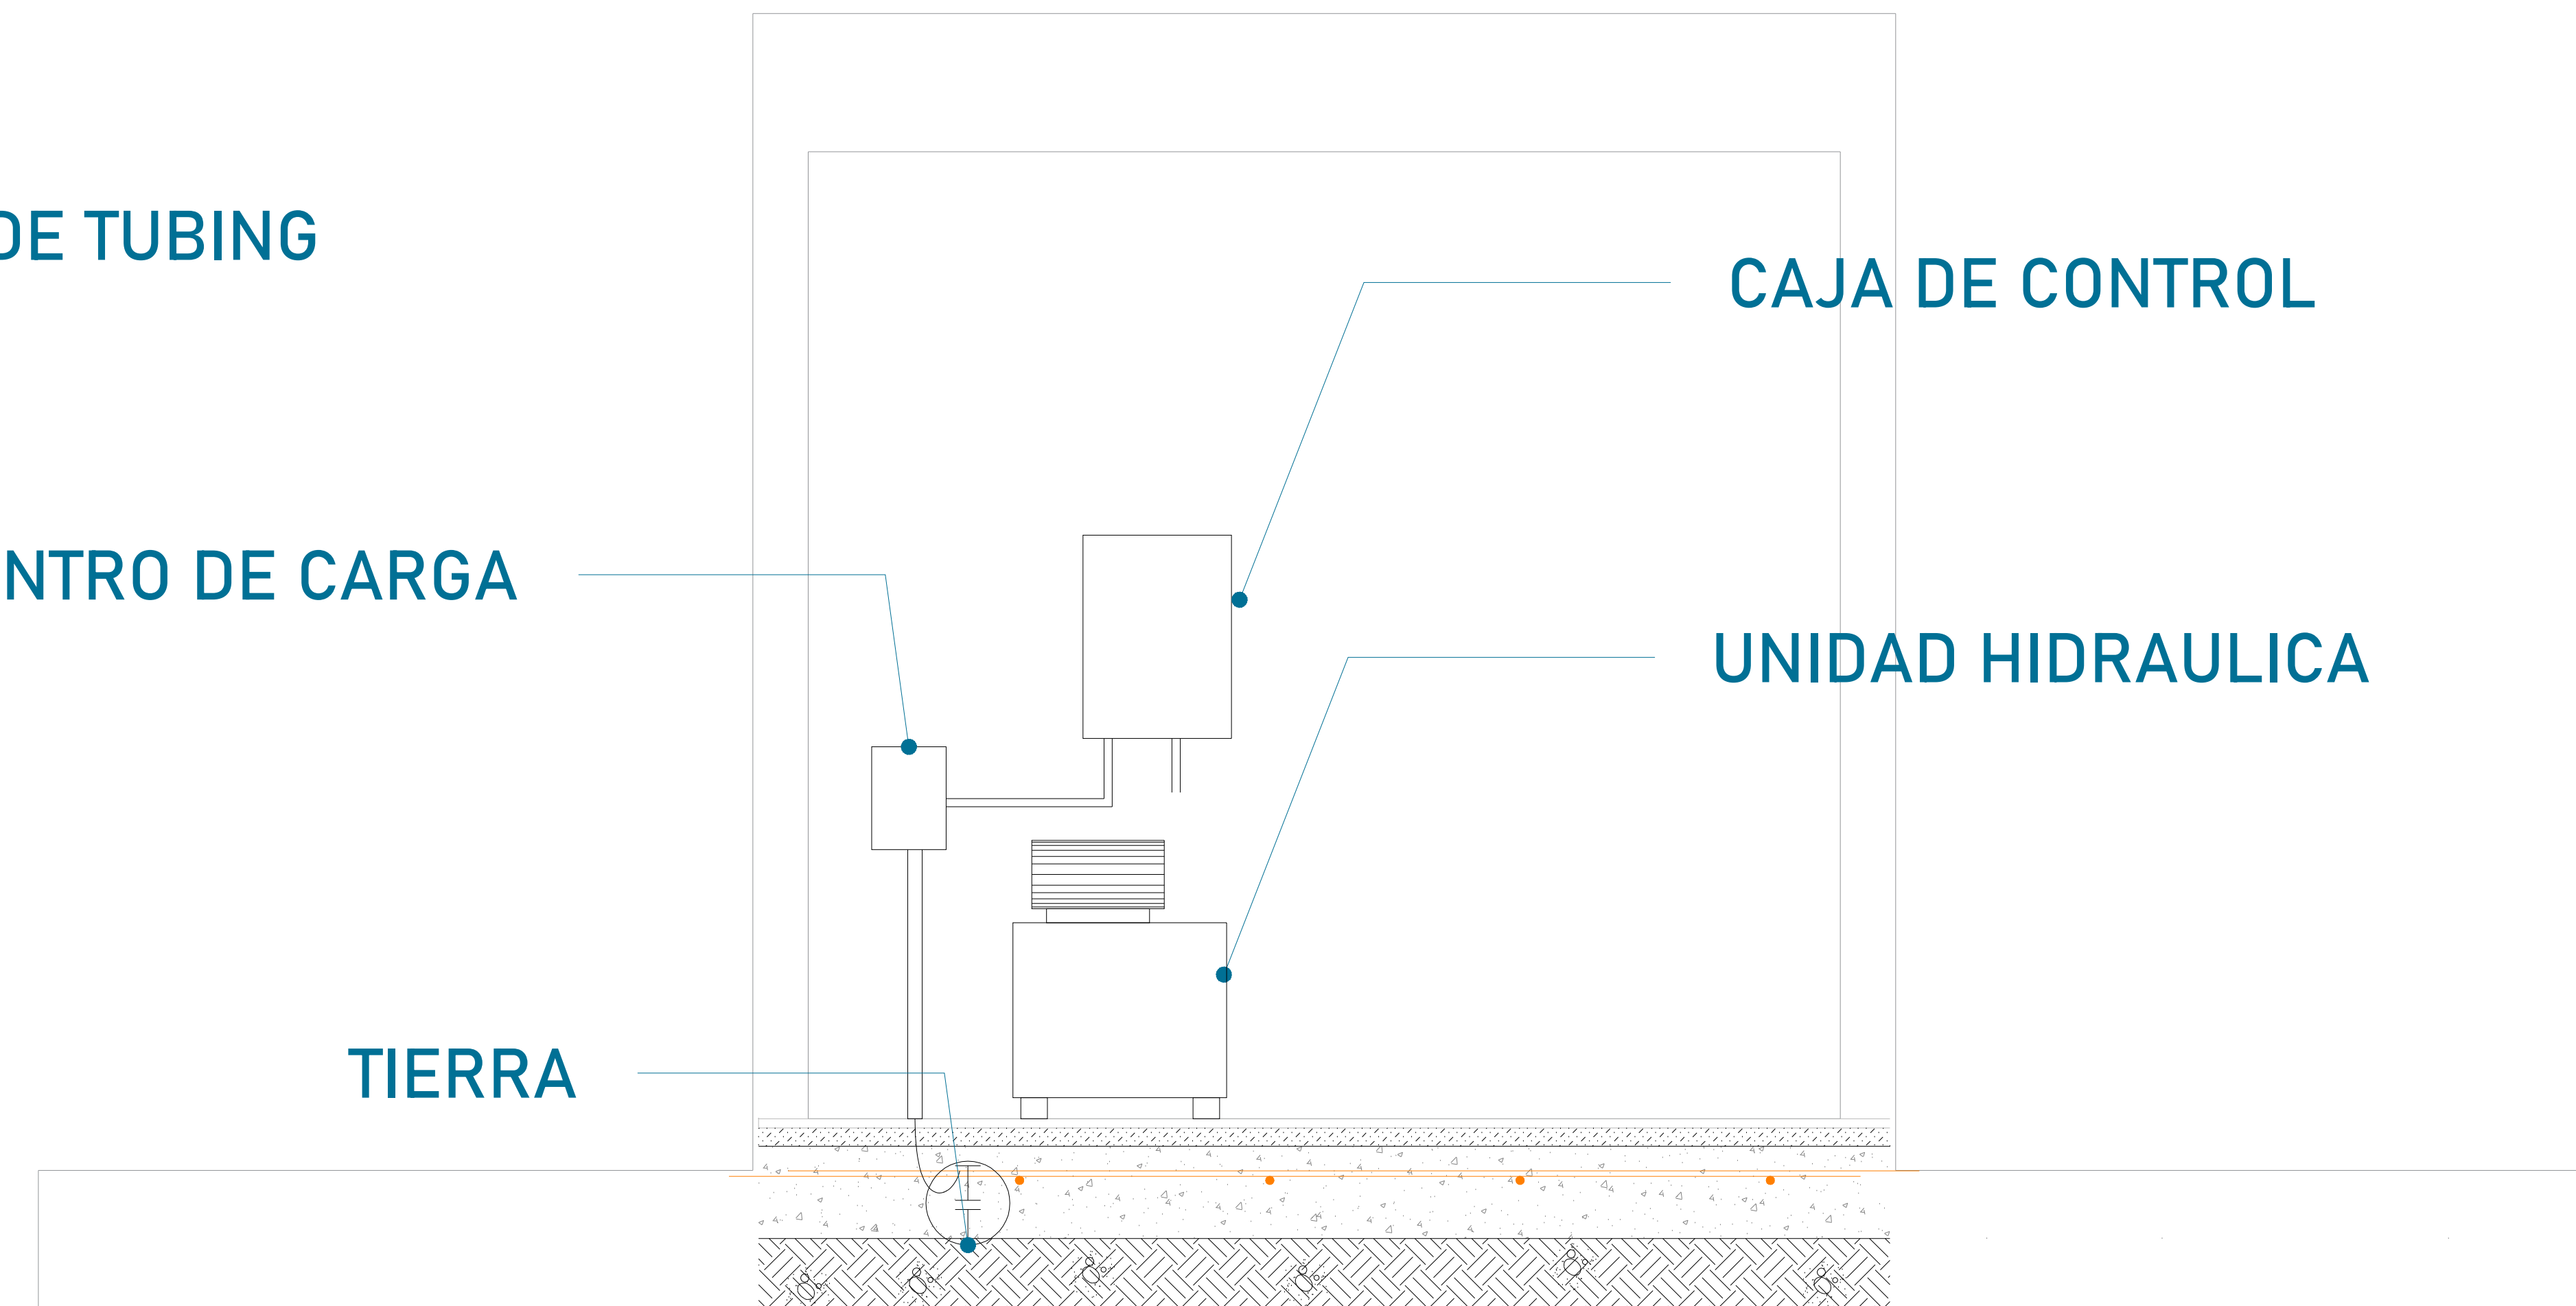 DE TUBING
CAJA DE CONTROL
NTRO DE CARGA
UNIDAD HIDRAULICA
TIERRA